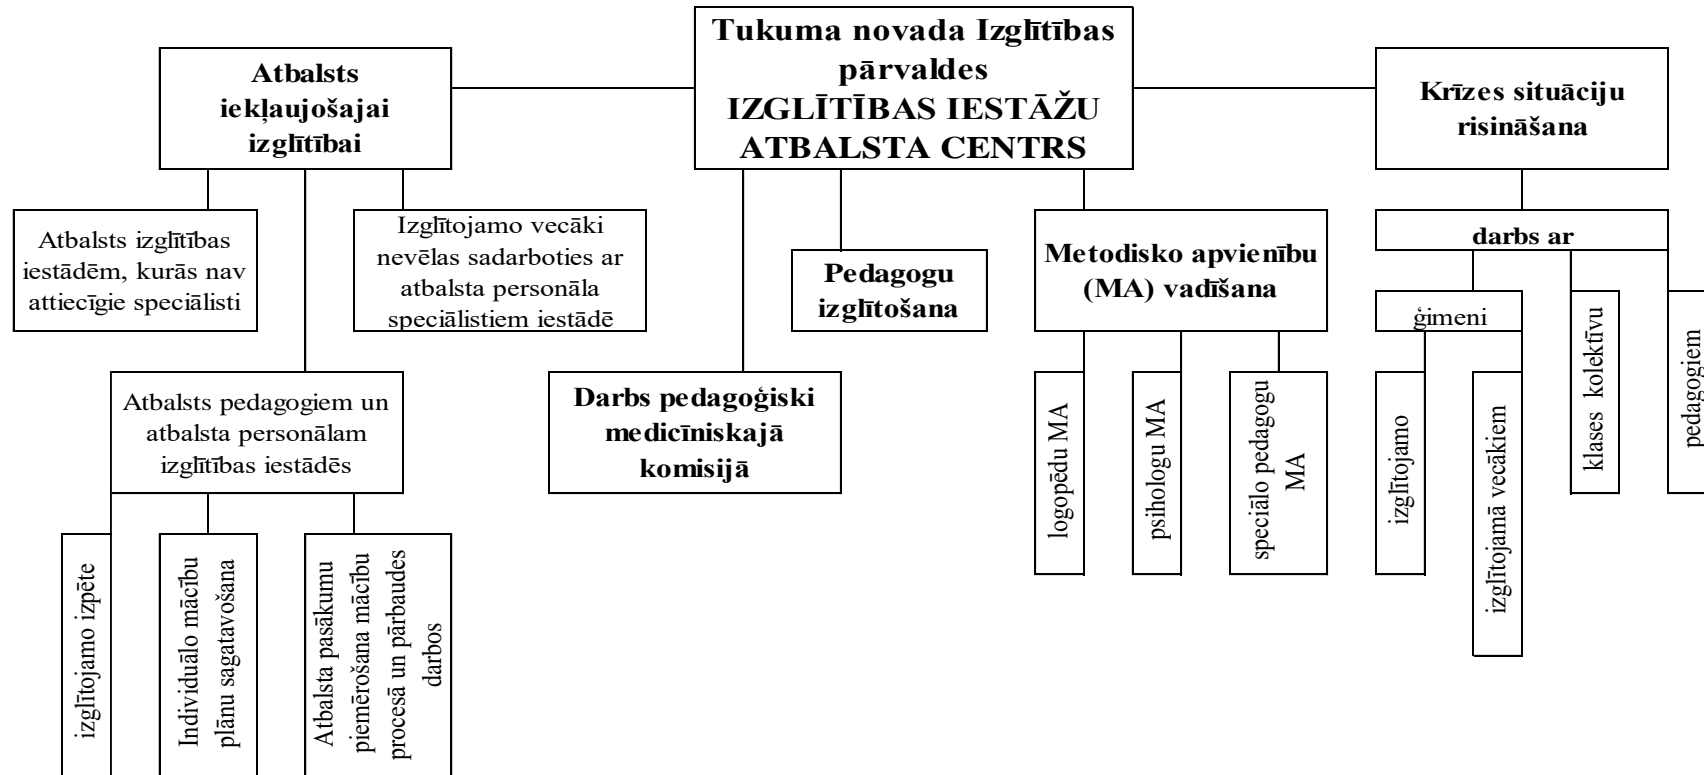 Tukuma novada Izglītības
pārvaldes
IZGLĪTĪBAS IESTĀŽU
ATBALSTA CENTRS
Atbalsts
iekļaujošajai
izglītībai
Krīzes situāciju
risināšana
Atbalsts izglītības
iestādēm, kurās nav
attiecīgie speciālisti
Izglītojamo vecāki
nevēlas sadarboties ar
atbalsta personāla
speciālistiem iestādē
Pedagogu
izglītošana
Metodisko apvienību
(MA) vadīšana
darbs ar
ģimeni
klases kolektīvu
pedagogiem
Atbalsts pedagogiem un
atbalsta personālam
izglītības iestādēs
Darbs pedagoģiski
medicīniskajā
komisijā
logopēdu MA
psihologu MA
speciālo pedagogu
MA
izglītojamo
izglītojamā vecākiem
izglītojamo izpēte
Individuālo mācību
plānu sagatavošana
Atbalsta pasākumu
piemērošana mācību
procesā un pārbaudes
darbos